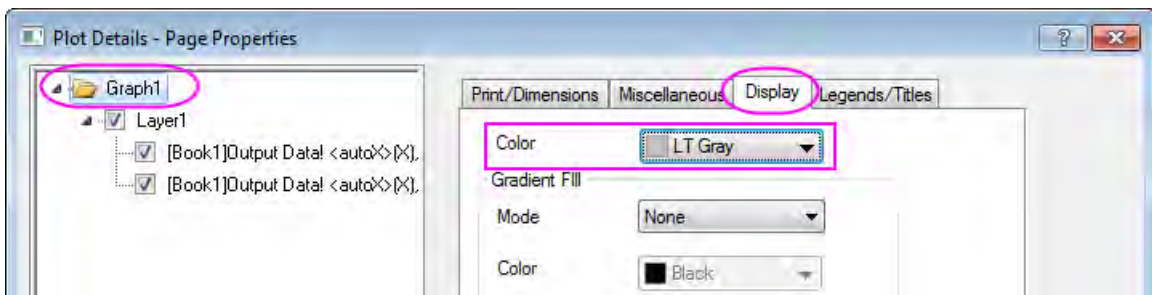 Plot Details - Page Properties
Graph1
Layer1
[Book1]Output Data! <autoX>(X),
[Book1]Output Data! <autoX>(X),
Print/Dimensions Miscellaneous Display Legends/Titles
Color LT Gray
Gradient Fill
Mode None
Color Black